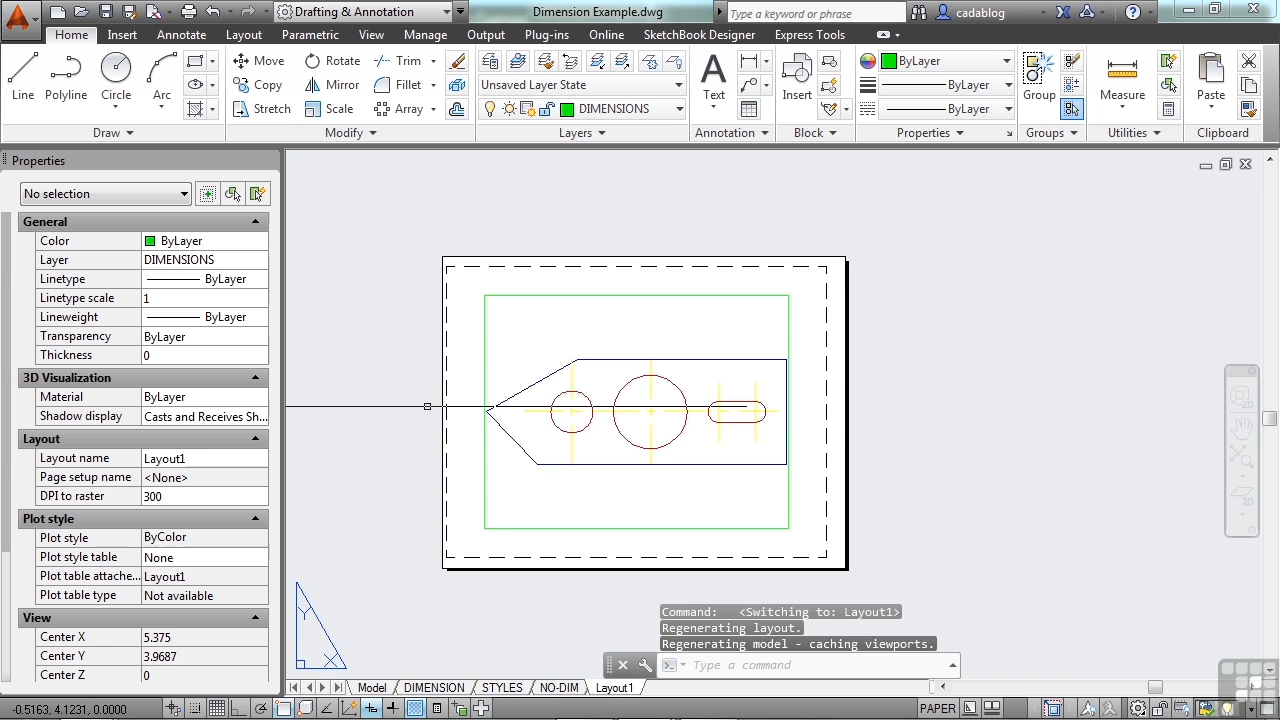 Drafting & Annotation
Dimension Example.dwg
Type a keyword or phrase
cadablog
Home Insert Annotate Layout Parametric View Manage Output Plug-ins Online SketchBook Designer Express Tools
Line Polyline Circle Arc
Move Rotate Trim
Copy Mirror Fillet
Stretch Scale Array
Unsaved Layer State
DIMENSIONS
Text
Insert
ByLayer
ByLayer
ByLayer
Group
Measure
Paste
Draw Modify Layers Annotation Block Properties Groups Utilities Clipboard
Properties
No selection
General
Color ByLayer
Layer DIMENSIONS
Linetype ByLayer
Linetype scale 1
Lineweight ByLayer
Transparency ByLayer
Thickness 0
3D Visualization
Material ByLayer
Shadow display Casts and Receives Sh...
Layout
Layout name Layout1
Page setup name <None>
DPI to raster 300
Plot style
Plot style ByColor
Plot style table None
Plot table attache... Layout1
Plot table type Not available
View
Center X 5.375
Center Y 3.9687
Center Z 0
2D
Y
X
Command: <Switching to: Layout1>
Regenerating layout.
Regenerating model - caching viewports.
Type a command
Model DIMENSION STYLES NO-DIM Layout1
-0.5163, 4.1231, 0.0000
PAPER